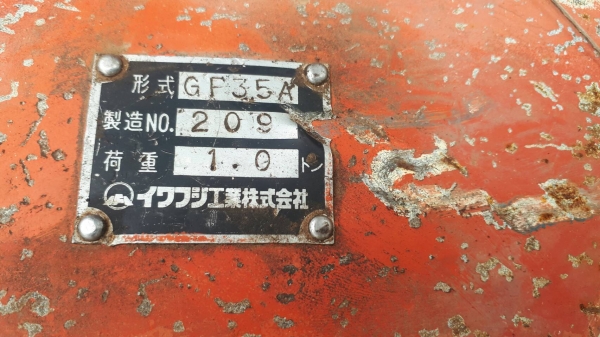 形式 GF35A
製造NO. 209
荷重 1.0 トン
イワフジ工業株式会社